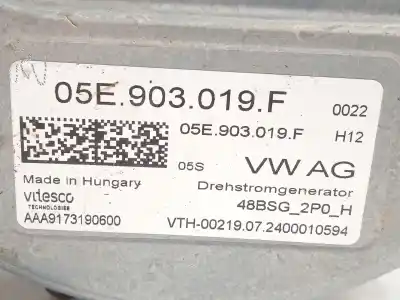 05E.903.019.F
0022
05E.903.019.F
H12
05S
VW AG
Made in Hungary
Drehstromgenerator
vitesco
TECHNOLOGIES
48BSG_2P0_H
AAA9173190600
VTH-00219.07.2400010594